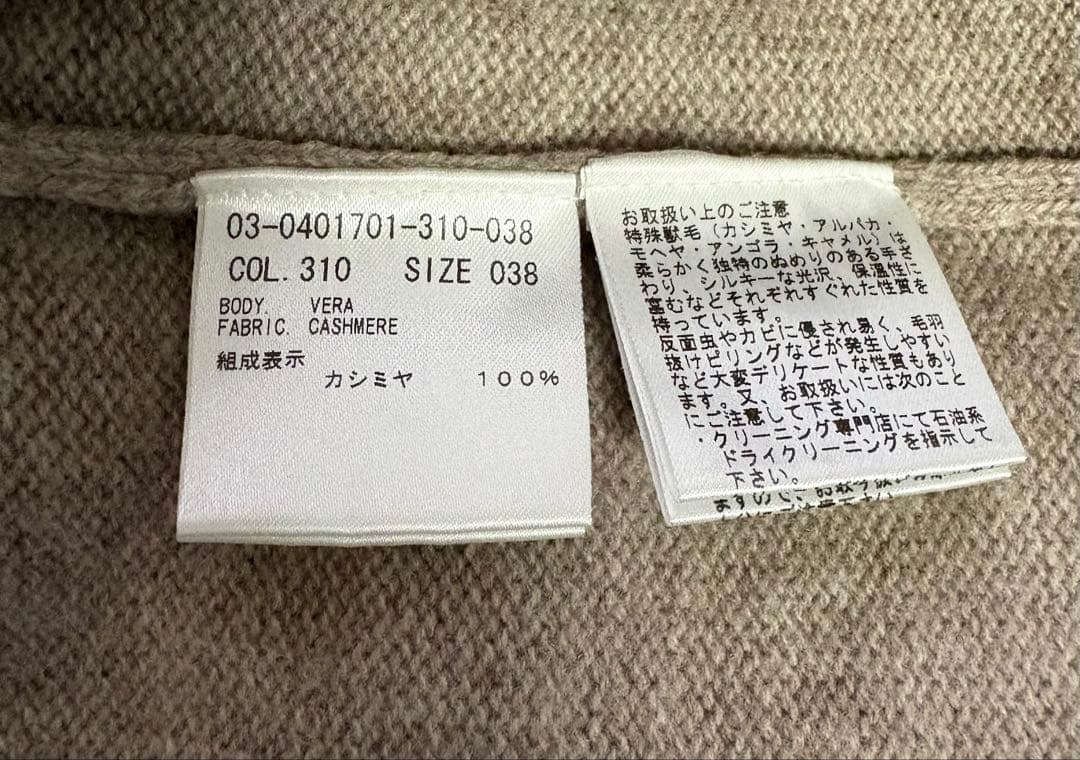 03-0401701-310-038
COL. 310 SIZE 038
BODY. VERA
FABRIC. CASHMERE
組成表示
カシミヤ 100%
お取扱い上のご注意
特殊獣毛(カシミヤ・アルパカ・
モヘヤ・アンゴラ・キャメル)は
柔らかく独特のぬめりのある手ざ
わり、シルキーな光沢、保温性に
富むなどそれぞれすぐれた性質を
持っています。
反面虫やカビに侵され易く、毛羽
抜けピリングなどが発生しやすい
など大変デリケートな性質もあり
ます。又、お取扱いには次のこと
にご注意して下さい。
・クリーニング専門店にて石油系
ドライクリーニングを指示して
下さい。
ますので、お取り扱い